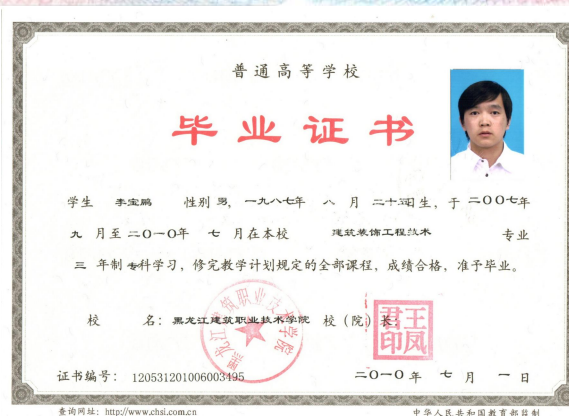 普通高等学校
毕业证书
学生 李宝鹏 性别 男, 一九八七年 八 月 二十 日生, 于 二〇〇七年
九 月至 二〇一〇年 七 月在本校 建筑装饰工程技术 专业
三 年制 专科学习, 修完教学计划规定的全部课程, 成绩合格, 准予毕业。
校 名: 黑龙江建筑职业技术学院 校（院）长:
王凤君印
证书编号: 120531201006003495 二〇一〇 年 七 月 一 日
查询网址: http://www.chsi.com.cn 中华人民共和国教育部监制